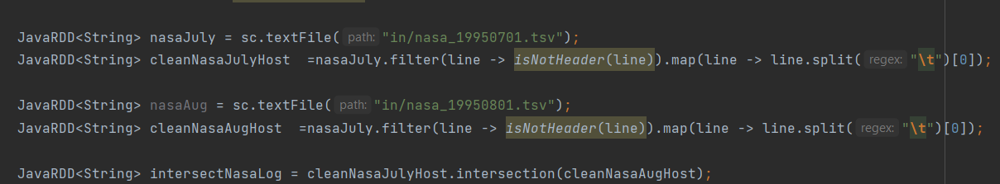 JavaRDD<String> nasaJuly = sc.textFile( path: "in/nasa_19950701.tsv");
JavaRDD<String> cleanNasaJulyHost  =nasaJuly.filter(line -> isNotHeader(line)).map(line -> line.split( regex: "\t")[0]);
JavaRDD<String> nasaAug = sc.textFile( path: "in/nasa_19950801.tsv");
JavaRDD<String> cleanNasaAugHost  =nasaJuly.filter(line -> isNotHeader(line)).map(line -> line.split( regex: "\t")[0]);
JavaRDD<String> intersectNasaLog = cleanNasaJulyHost.intersection(cleanNasaAugHost);